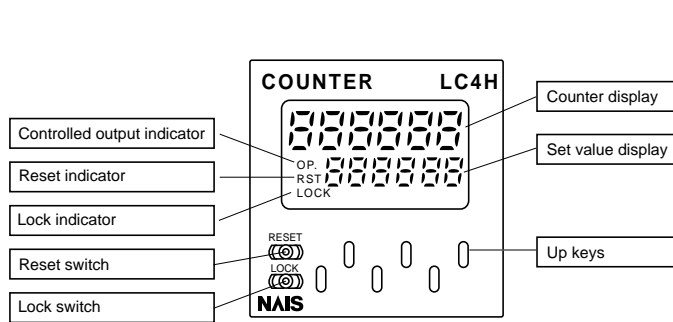 COUNTER LC4H
Counter display
Controlled output indicator
Set value display
OP.
Reset indicator
RST
LOCK
Lock indicator
RESET
Up keys
Reset switch
LOCK
Lock switch
NAIS